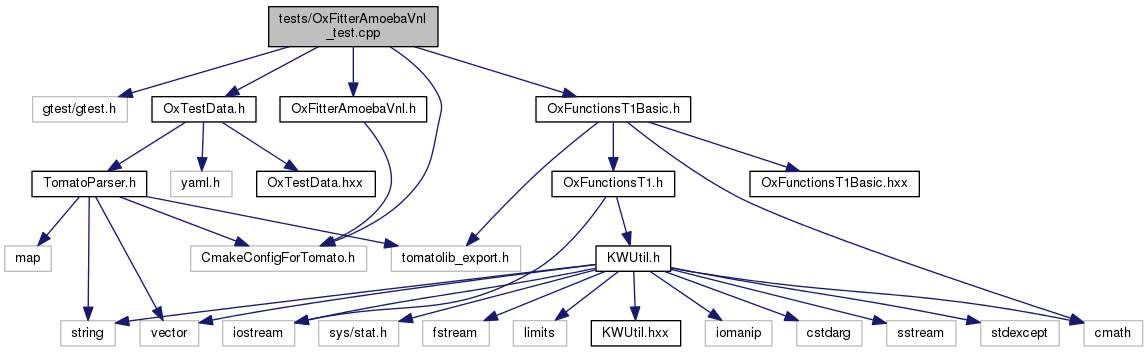 tests/OxFitterAmoebaVnl
_test.cpp
gtest/gtest.h
OxTestData.h
OxFitterAmoebaVnl.h
OxFunctionsT1Basic.h
TomatoParser.h
yaml.h
OxTestData.hxx
OxFunctionsT1.h
OxFunctionsT1Basic.hxx
map
CmakeConfigForTomato.h
tomatolib_export.h
KWUtil.h
string
vector
iostream
sys/stat.h
fstream
limits
KWUtil.hxx
iomanip
cstdarg
sstream
stdexcept
cmath